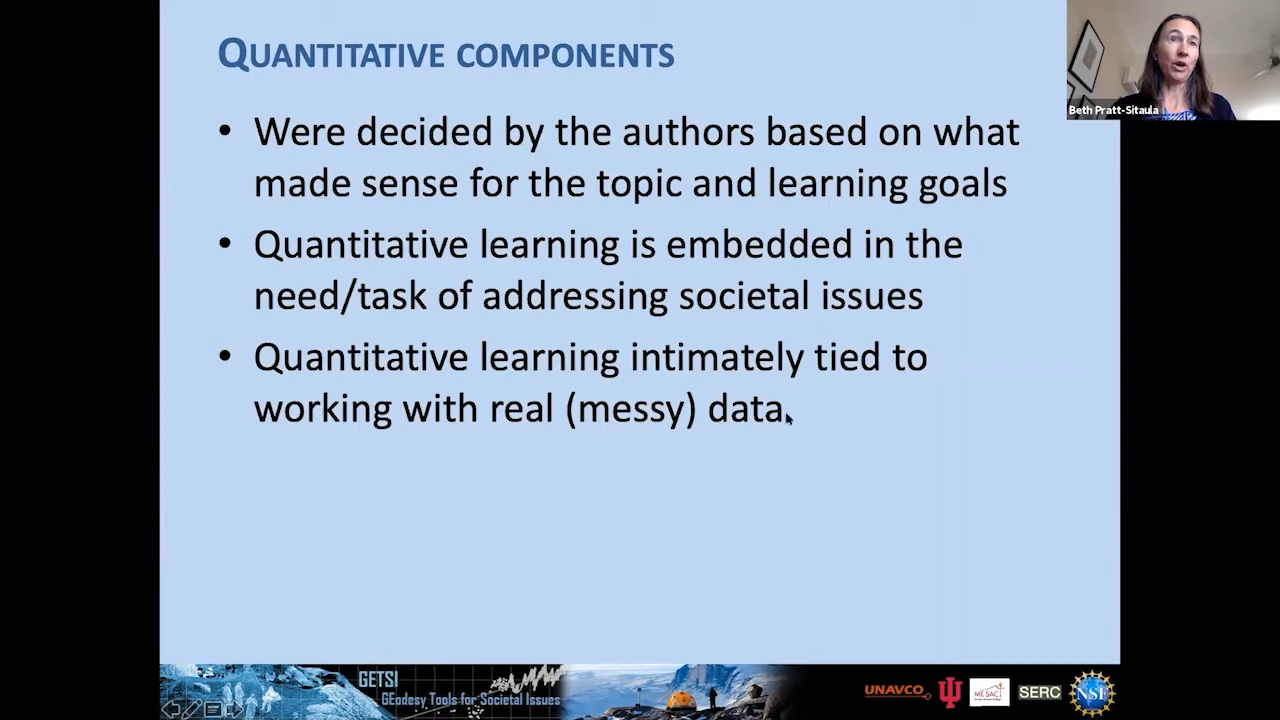 QUANTITATIVE COMPONENTS
Beth Pratt-Sitaula
• Were decided by the authors based on what
made sense for the topic and learning goals
• Quantitative learning is embedded in the
need/task of addressing societal issues
• Quantitative learning intimately tied to
working with real (messy) data.
GETSI
GEodesy Tools for Societal Issues
UNAVCO
MT SAC
SERC
NSF